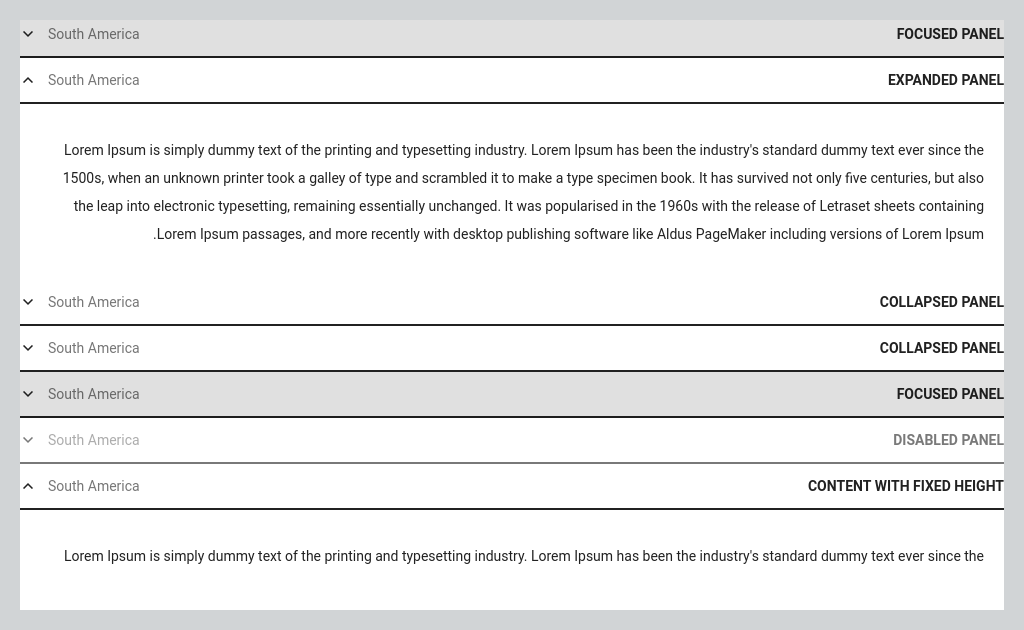 FOCUSED PANEL South America
EXPANDED PANEL South America
Lorem Ipsum is simply dummy text of the printing and typesetting industry. Lorem Ipsum has been the industry's standard dummy text ever since the
1500s, when an unknown printer took a galley of type and scrambled it to make a type specimen book. It has survived not only five centuries, but also
the leap into electronic typesetting, remaining essentially unchanged. It was popularised in the 1960s with the release of Letraset sheets containing
.Lorem Ipsum passages, and more recently with desktop publishing software like Aldus PageMaker including versions of Lorem Ipsum
COLLAPSED PANEL South America
COLLAPSED PANEL South America
FOCUSED PANEL South America
DISABLED PANEL South America
CONTENT WITH FIXED HEIGHT South America
Lorem Ipsum is simply dummy text of the printing and typesetting industry. Lorem Ipsum has been the industry's standard dummy text ever since the